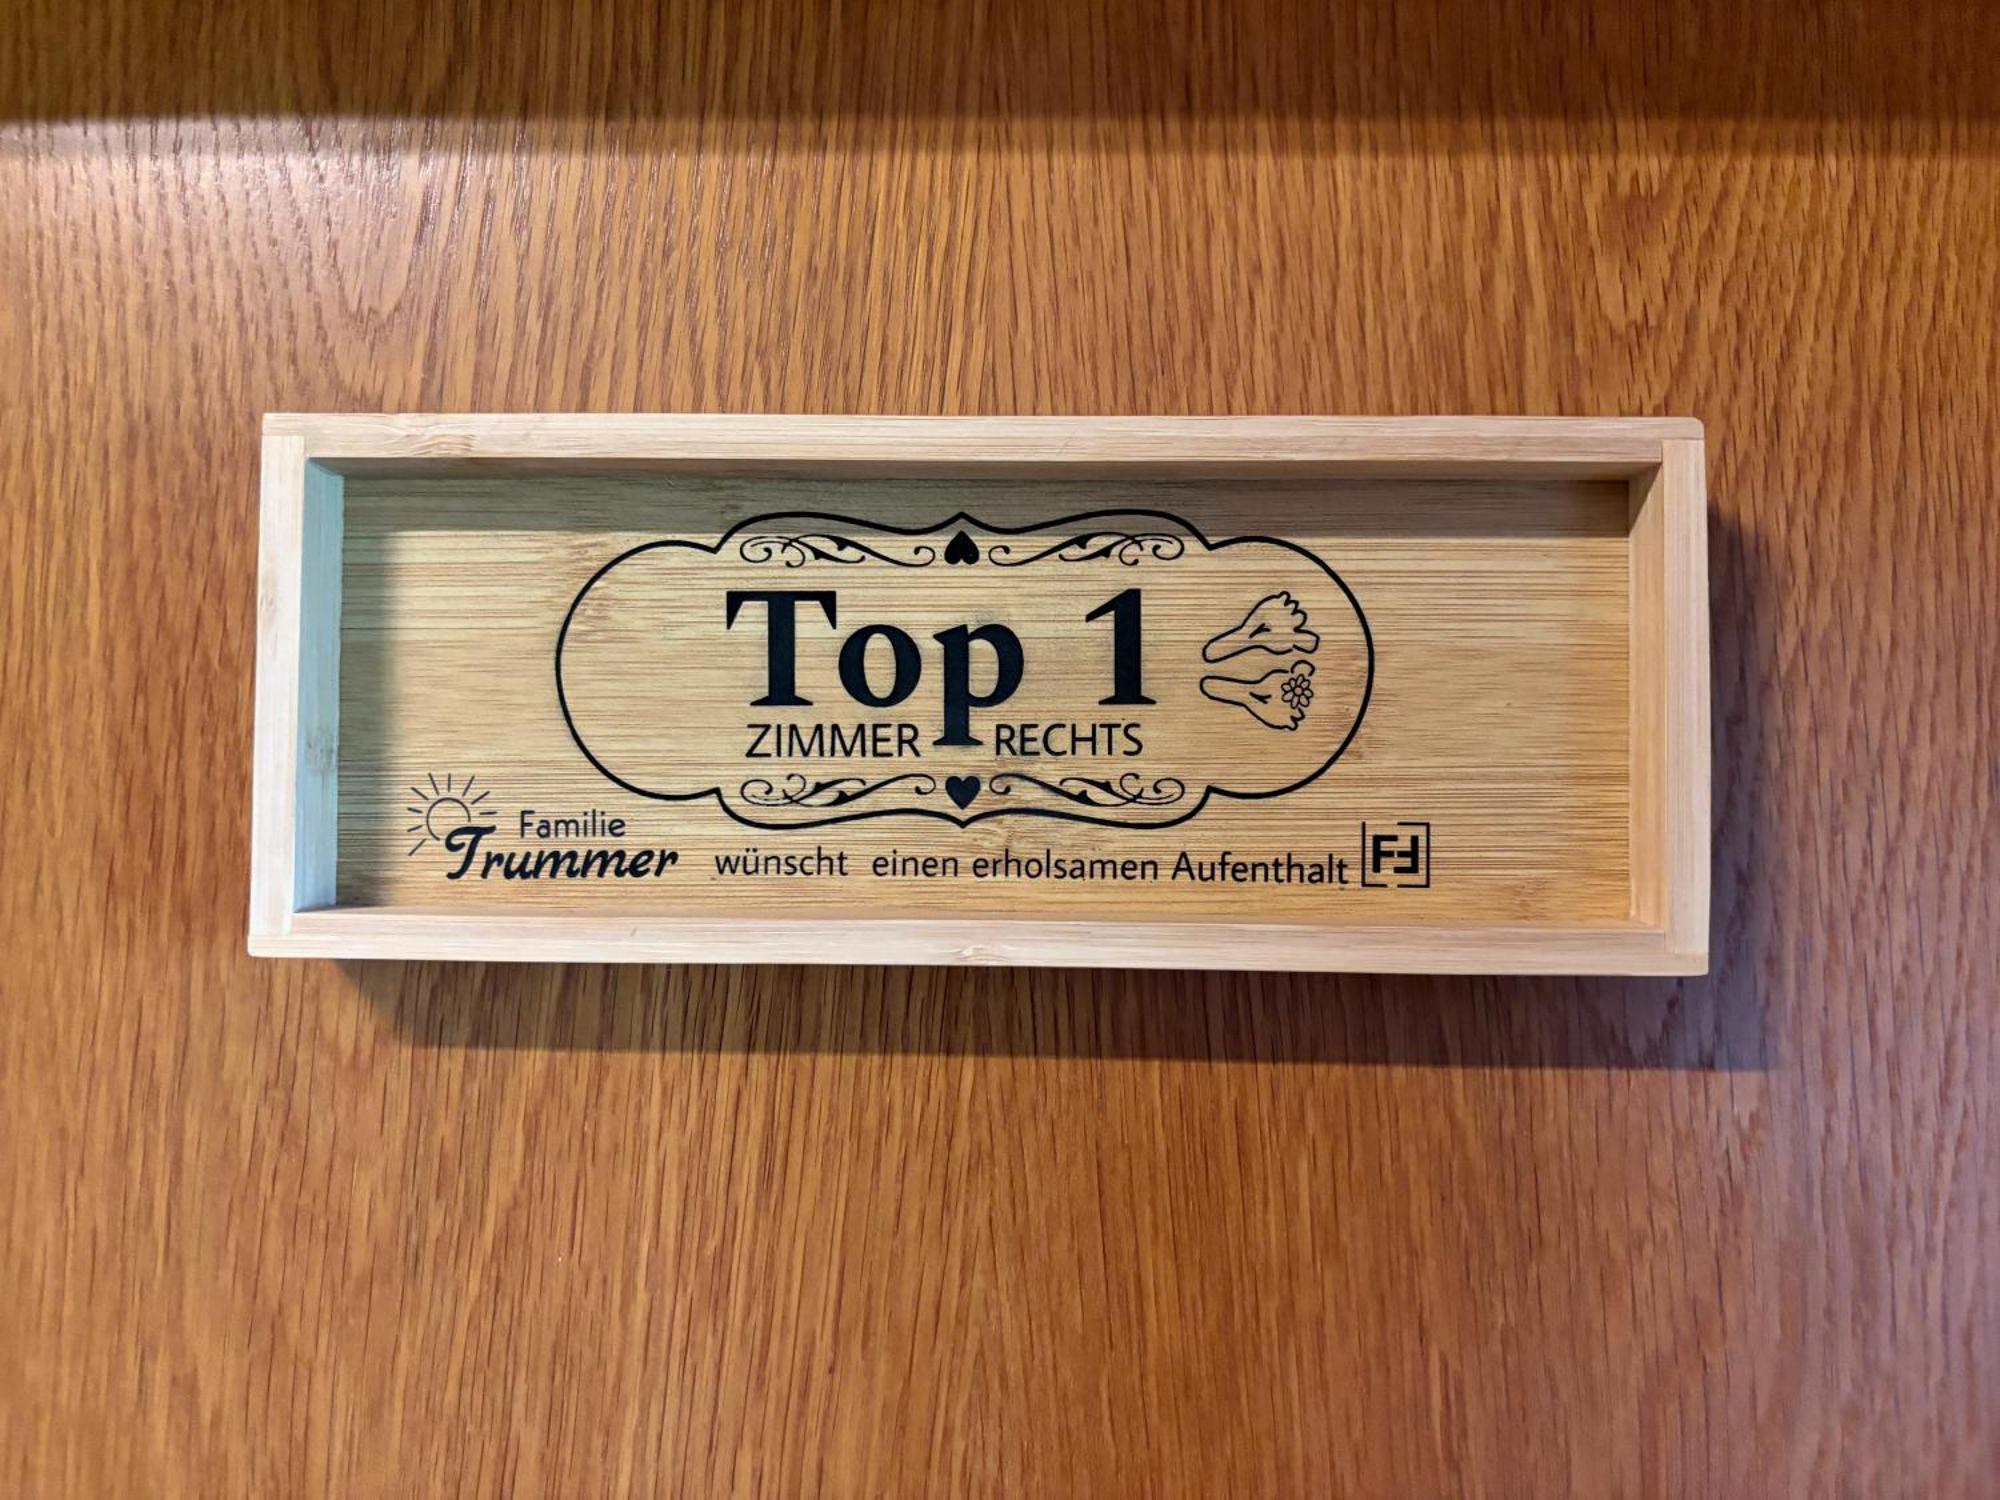 Top 1
ZIMMER RECHTS
Familie
Trummer wünscht einen erholsamen Aufenthalt